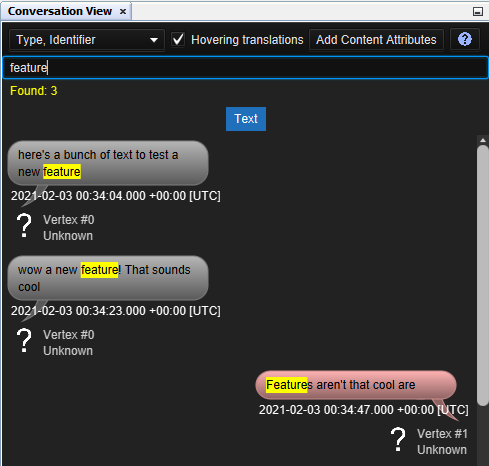 Conversation View
Type, Identifier Hovering translations Add Content Attributes ?
feature
Found: 3
Text
here's a bunch of text to test a
new feature
2021-02-03 00:34:04.000 +00:00 [UTC]
? Vertex #0
Unknown
wow a new feature! That sounds
cool
2021-02-03 00:34:23.000 +00:00 [UTC]
? Vertex #0
Unknown
Features aren't that cool are
2021-02-03 00:34:47.000 +00:00 [UTC]
? Vertex #1
Unknown